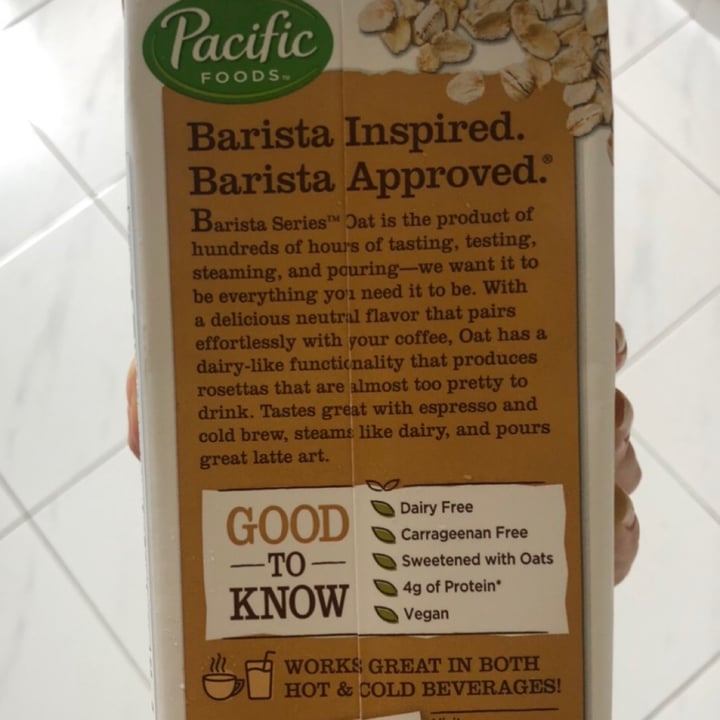 Pacific
FOODS™
Barista Inspired.
Barista Approved.®
Barista Series™ Oat is the product of
hundreds of hours of tasting, testing,
steaming, and pouring—we want it to
be everything you need it to be. With
a delicious neutral flavor that pairs
effortlessly with your coffee, Oat has a
dairy-like functionality that produces
rosettas that are almost too pretty to
drink. Tastes great with espresso and
cold brew, steams like dairy, and pours
great latte art.
GOOD
TO
KNOW
Dairy Free
Carrageenan Free
Sweetened with Oats
4g of Protein*
Vegan
WORKS GREAT IN BOTH
HOT & COLD BEVERAGES!